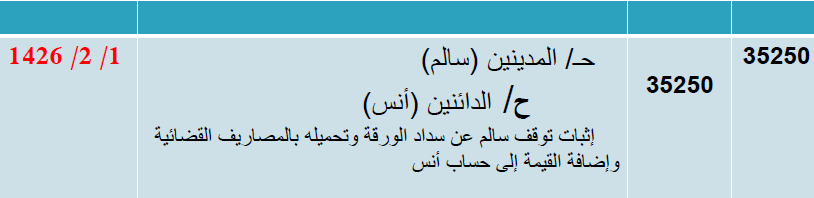 35250
حـ/ المدينين (سالم)
1426 /2 /1
35250
ح/ الدائنين (أنس)
إثبات توقف سالم عن سداد الورقة وتحميله بالمصاريف القضائية
وإضافة القيمة إلى حساب أنس